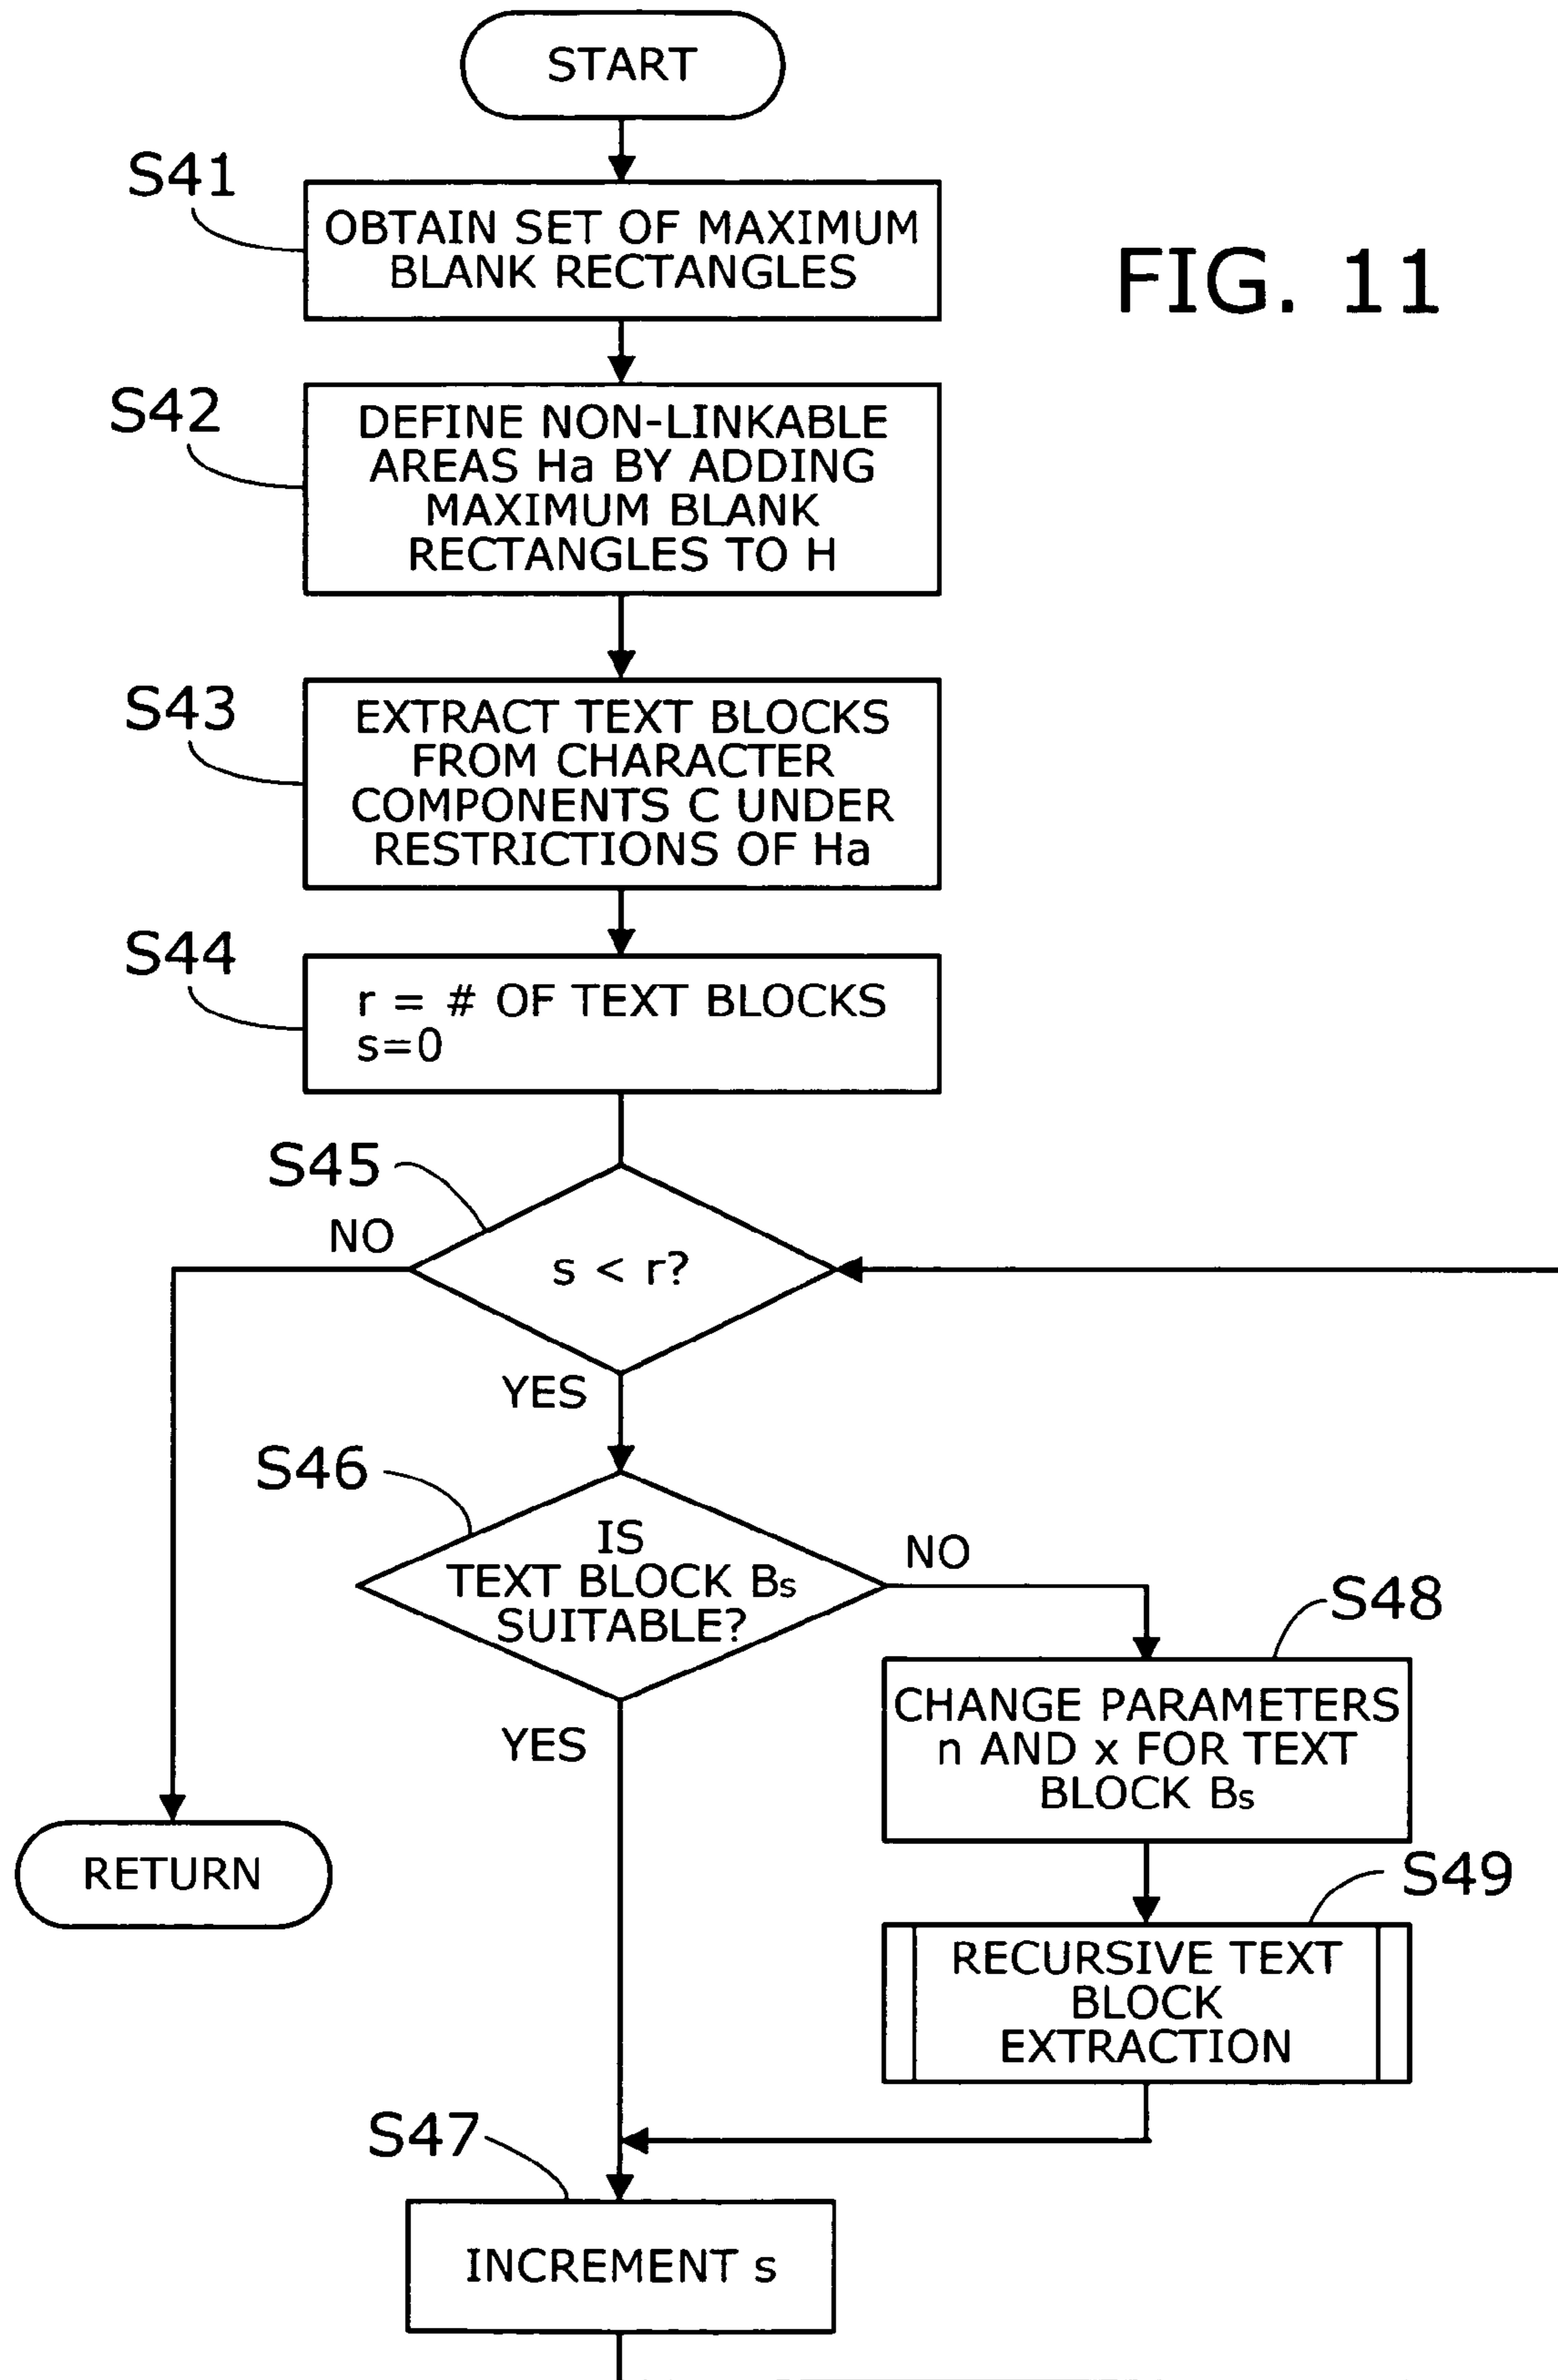 START
S41
OBTAIN SET OF MAXIMUM
BLANK RECTANGLES
FIG. 11
S42
DEFINE NON-LINKABLE
AREAS Ha BY ADDING
MAXIMUM BLANK
RECTANGLES TO H
S43
EXTRACT TEXT BLOCKS
FROM CHARACTER
COMPONENTS C UNDER
RESTRICTIONS OF Ha
S44
r = # OF TEXT BLOCKS
s=0
S45
NO
s < r?
YES
S46
IS
TEXT BLOCK Bs
SUITABLE?
NO
S48
YES
CHANGE PARAMETERS
n AND x FOR TEXT
BLOCK Bs
RETURN
S49
RECURSIVE TEXT
BLOCK
EXTRACTION
S47
INCREMENT s